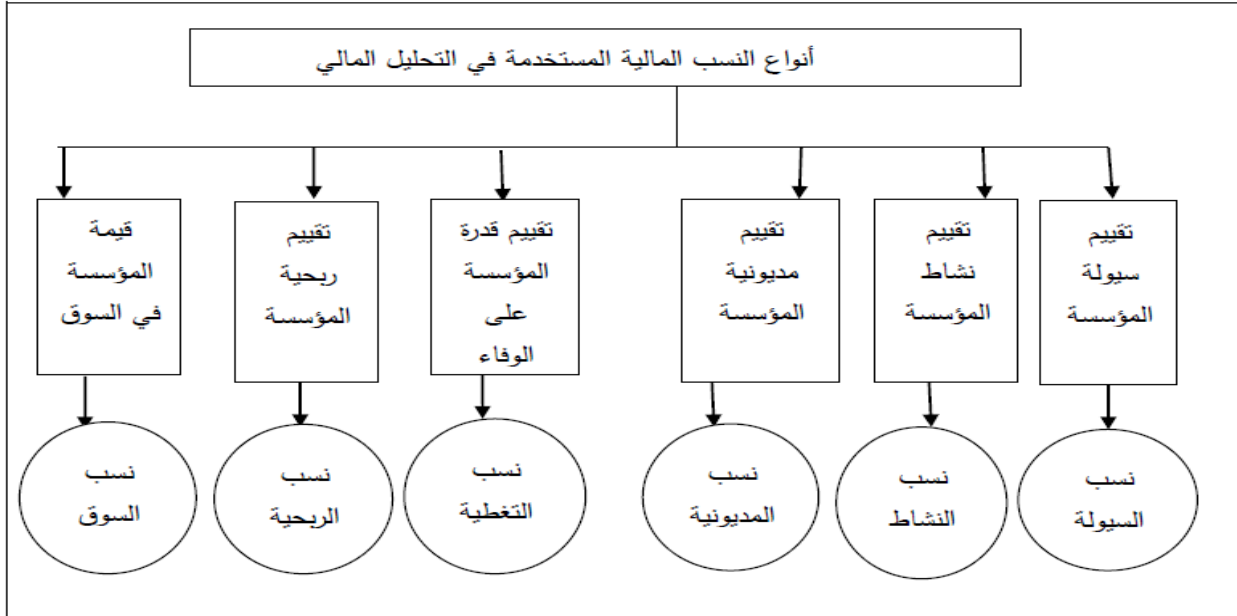 أنواع النسب المالية المستخدمة في التحليل المالي
تقييم
سيولة
المؤسسة
تقييم
نشاط
المؤسسة
تقييم
مديونية
المؤسسة
تقييم قدرة
المؤسسة
على
الوفاء
تقييم
ربحية
المؤسسة
قيمة
المؤسسة
في السوق
نسب
السيولة
نسب
النشاط
نسب
المديونية
نسب
التغطية
نسب
الربحية
نسب
السوق